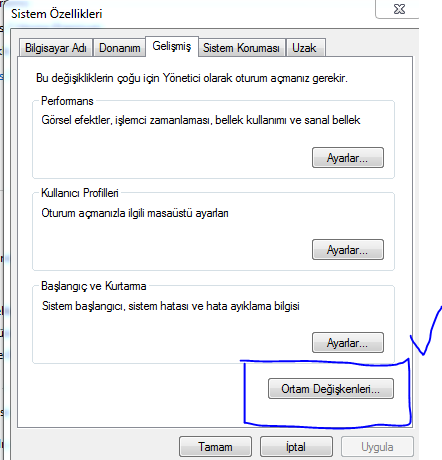 Sistem Özellikleri
Bilgisayar Adı Donanım Gelişmiş Sistem Koruması Uzak
Bu değişikliklerin çoğu için Yönetici olarak oturum açmanız gerekir.
Performans
Görsel efektler, işlemci zamanlaması, bellek kullanımı ve sanal bellek
Ayarlar...
Kullanıcı Profilleri
Oturum açmanızla ilgili masaüstü ayarları
Ayarlar...
Başlangıç ve Kurtarma
Sistem başlangıcı, sistem hatası ve hata ayıklama bilgisi
Ayarlar...
Ortam Değişkenleri...
Tamam İptal Uygula